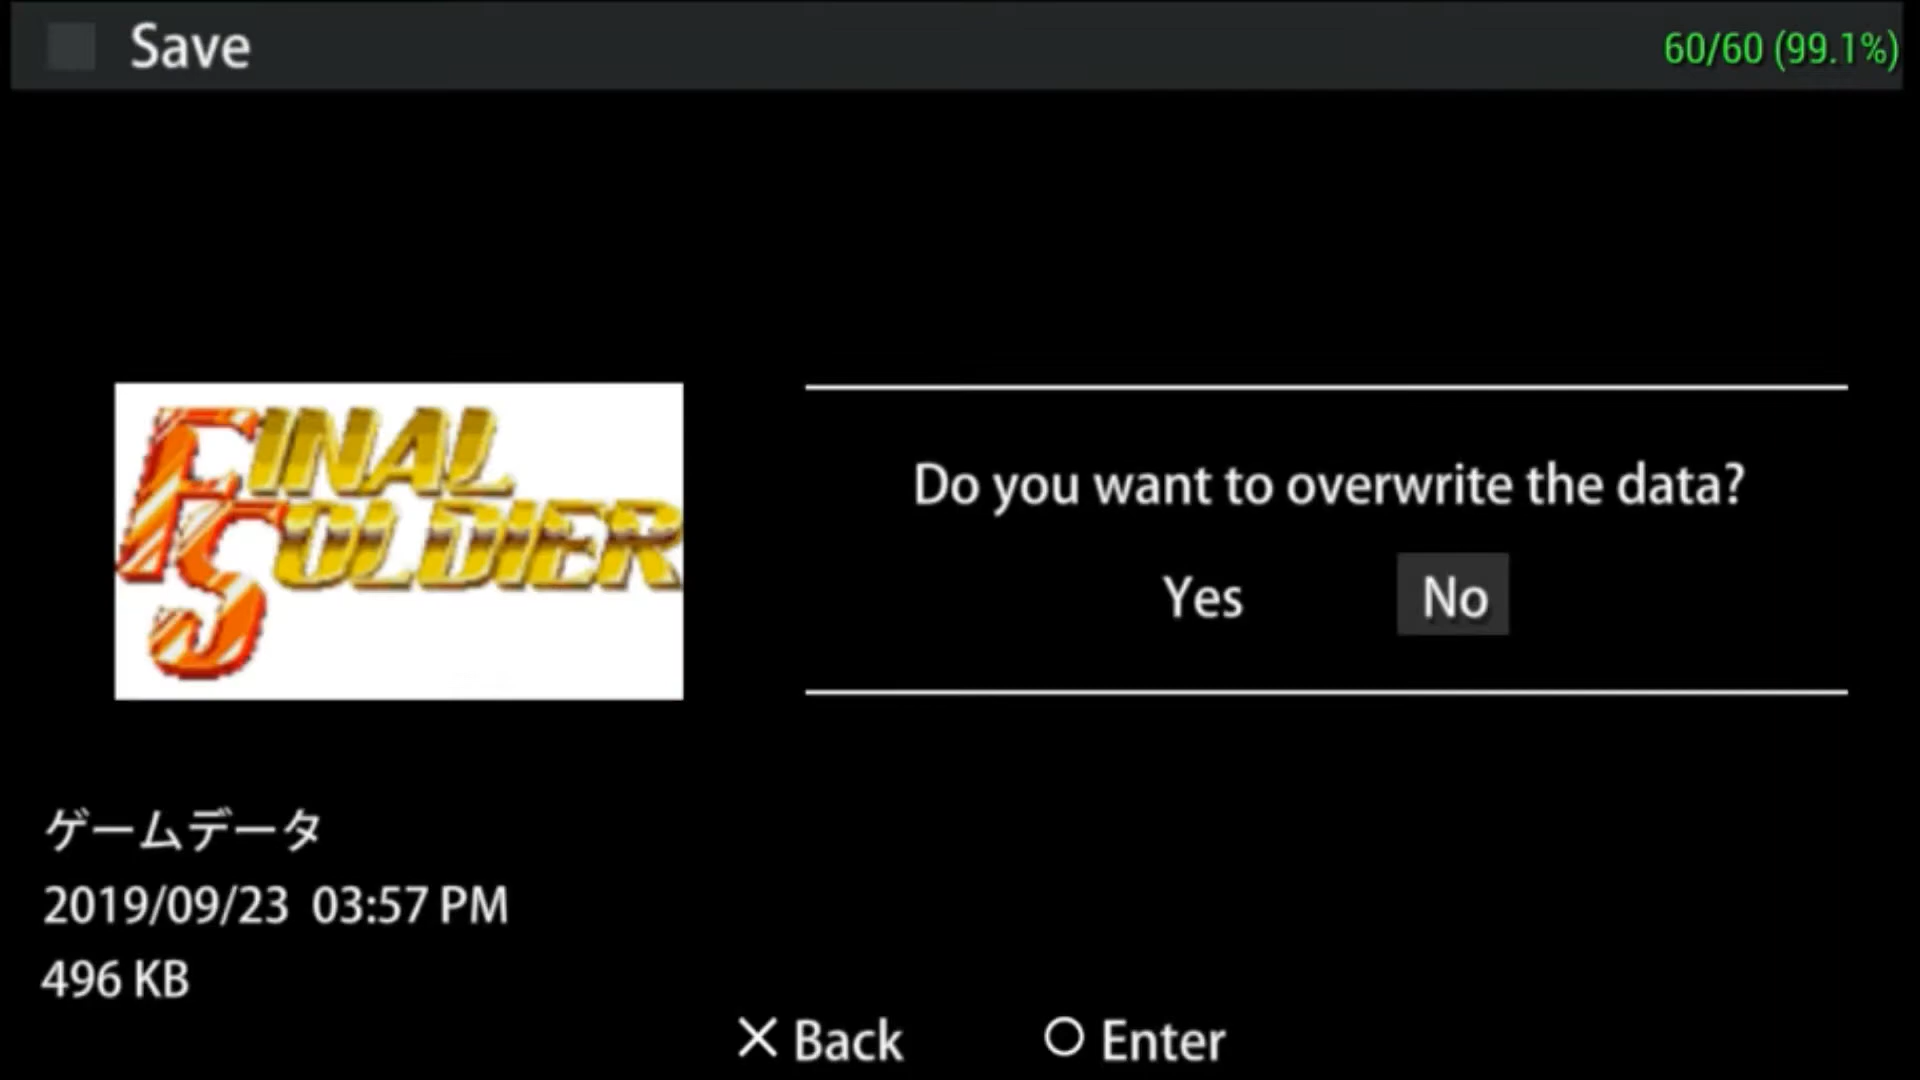 Save
60/60 (99.1%)
FINAL
SOLDIER
Do you want to overwrite the data?
Yes No
ゲームデータ
2019/09/23 03:57 PM
496 KB
Back Enter